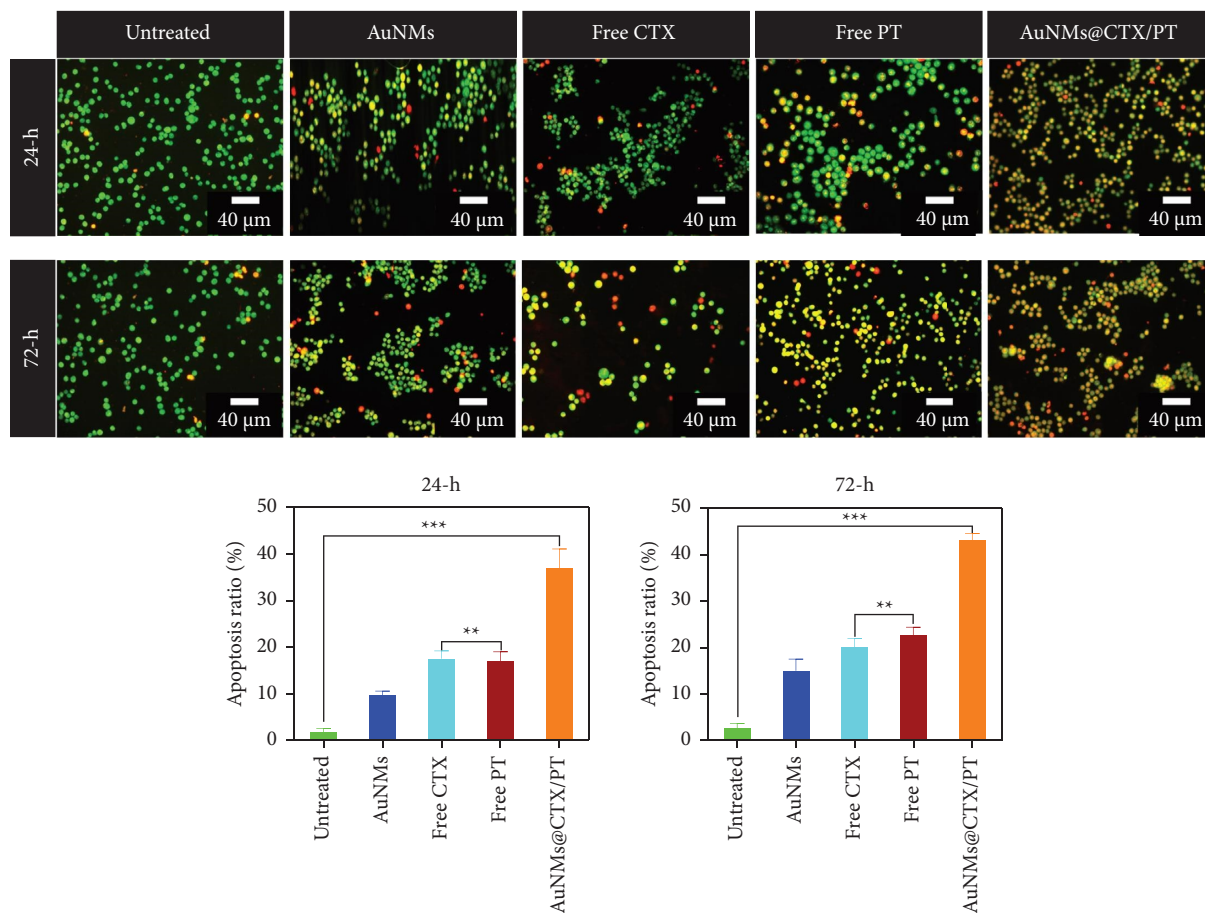 Untreated
AuNMs
Free CTX
Free PT
AuNMs@CTX/PT
24-h
40 µm
40 µm
40 µm
40 µm
40 µm
72-h
40 µm
40 µm
40 µm
40 µm
40 µm
24-h
Apoptosis ratio (%)
50
40
30
20
10
0
***
**
Untreated
AuNMs
Free CTX
Free PT
AuNMs@CTX/PT
72-h
Apoptosis ratio (%)
50
40
30
20
10
0
***
**
Untreated
AuNMs
Free CTX
Free PT
AuNMs@CTX/PT